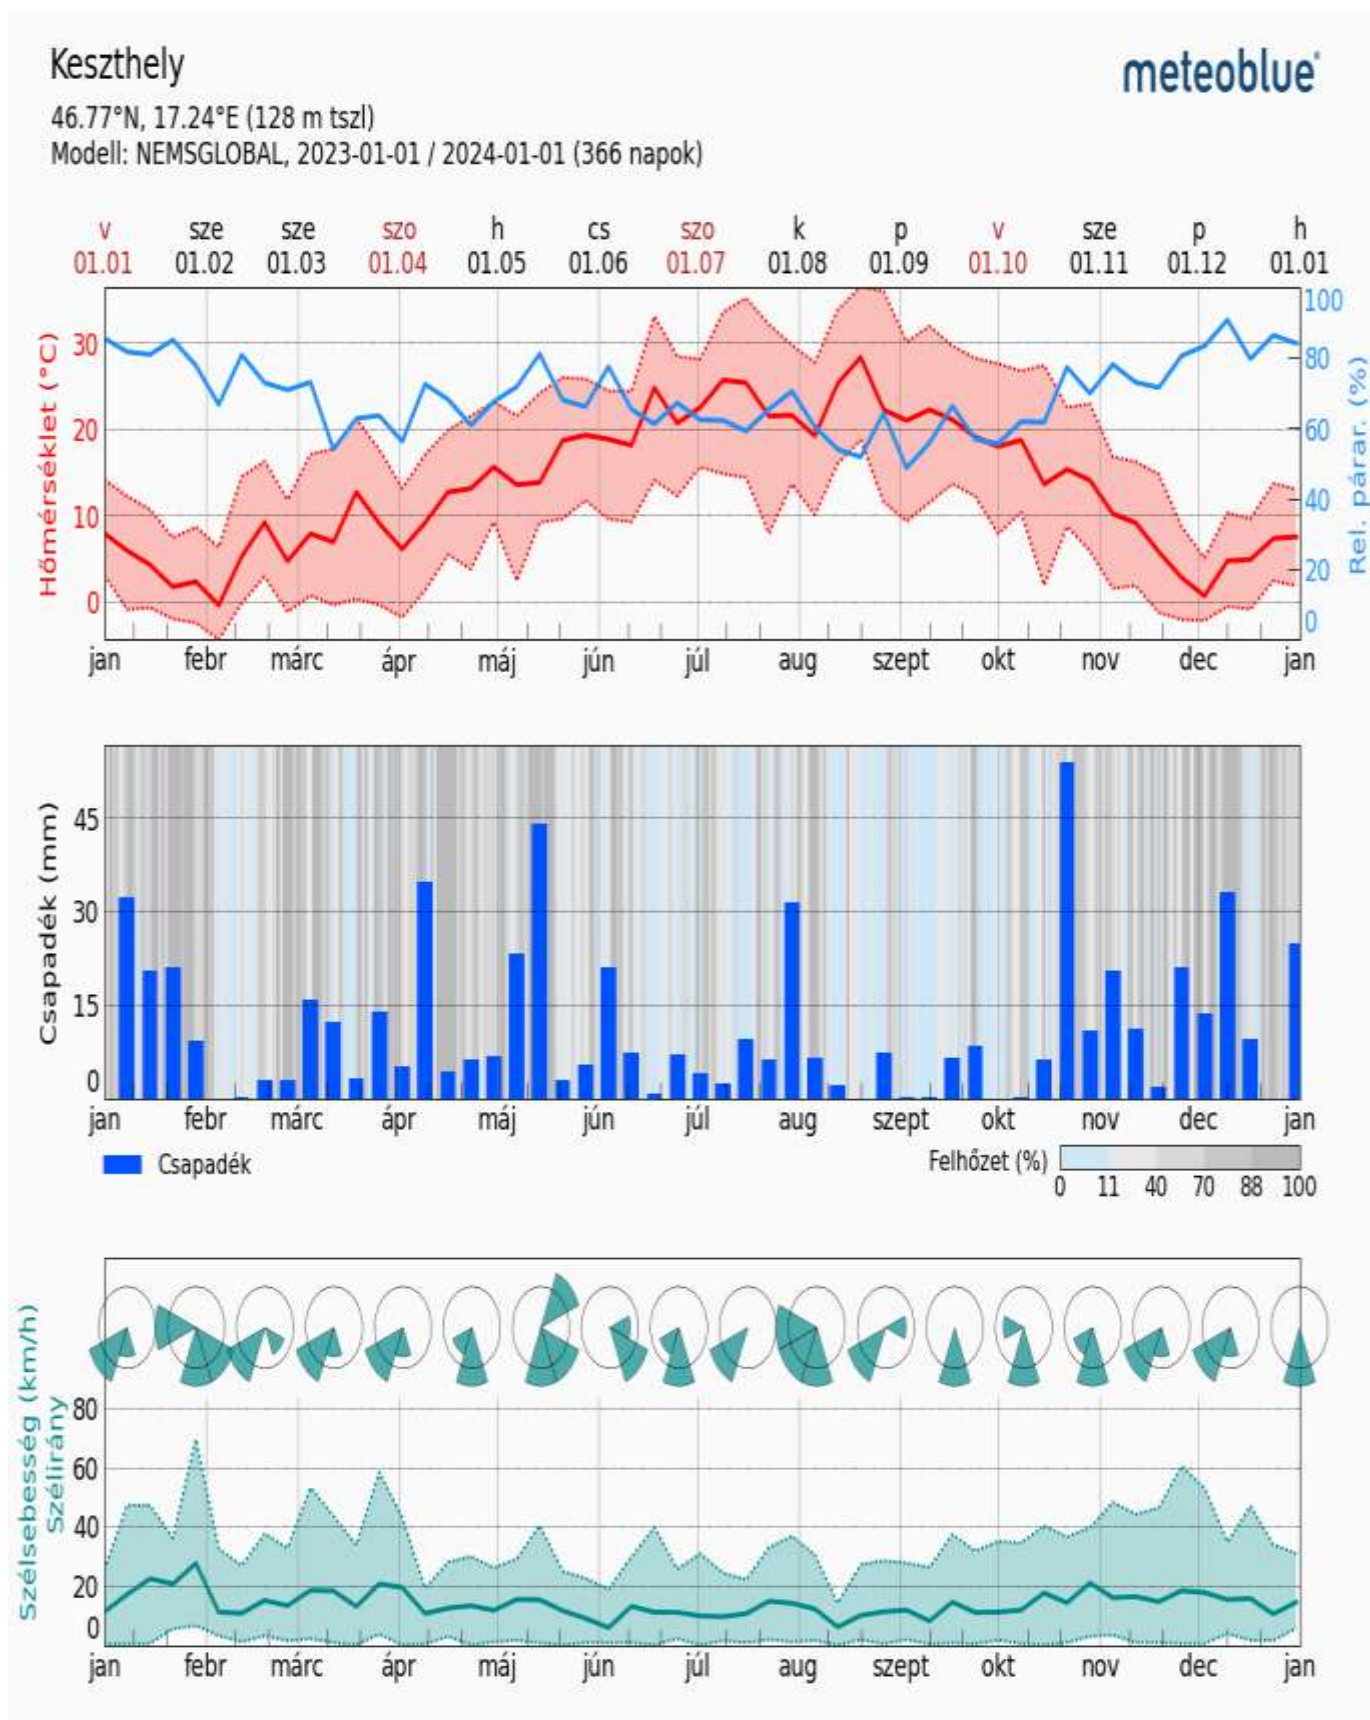 Keszthely
meteoblue®
46.77°N, 17.24°E (128 m tszl)
Modell: NEMSGLOBAL, 2023-01-01 / 2024-01-01 (366 napok)
v sze sze szo h cs szo k p v sze p h
01.01 01.02 01.03 01.04 01.05 01.06 01.07 01.08 01.09 01.10 01.11 01.12 01.01
Hőmérséklet (°C)
30
20
10
0
100
80
60
40
20
0
Rel. párar. (%)
jan febr márc ápr máj jún júl aug szept okt nov dec jan
Csapadék (mm)
45
30
15
0
jan febr márc ápr máj jún júl aug szept okt nov dec jan
Csapadék
Felhőzet (%)
0 11 40 70 88 100
Szélsebesség (km/h)
Szélirány
80
60
40
20
0
jan febr márc ápr máj jún júl aug szept okt nov dec jan